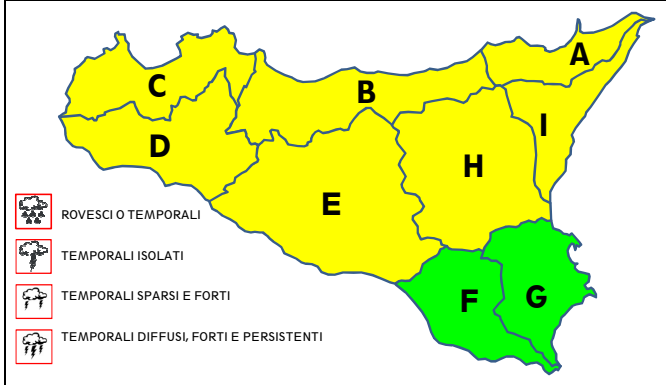 A
C
B
I
D
H
E
ROVESCI O TEMPORALI
TEMPORALI ISOLATI
TEMPORALI SPARSI E FORTI
F
G
TEMPORALI DIFFUSI, FORTI E PERSISTENTI